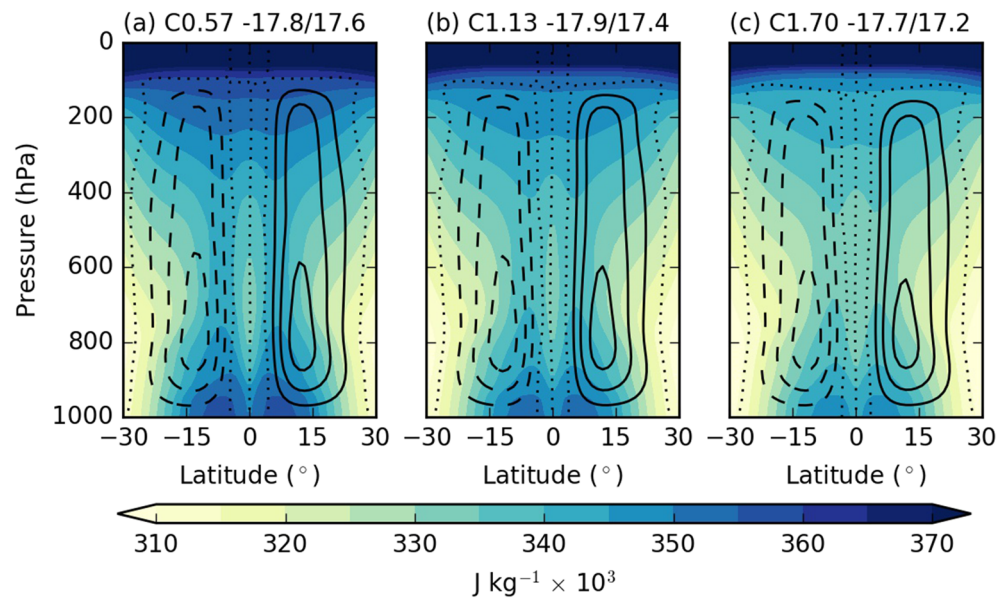 (a) C0.57 -17.8/17.6 (b) C1.13 -17.9/17.4 (c) C1.70 -17.7/17.2
0
200
400
600
800
1000
Pressure (hPa)
−30 −15 0 15 30 −30 −15 0 15 30 −30 −15 0 15 30
Latitude (°) Latitude (°) Latitude (°)
310 320 330 340 350 360 370
J kg⁻¹ × 10³